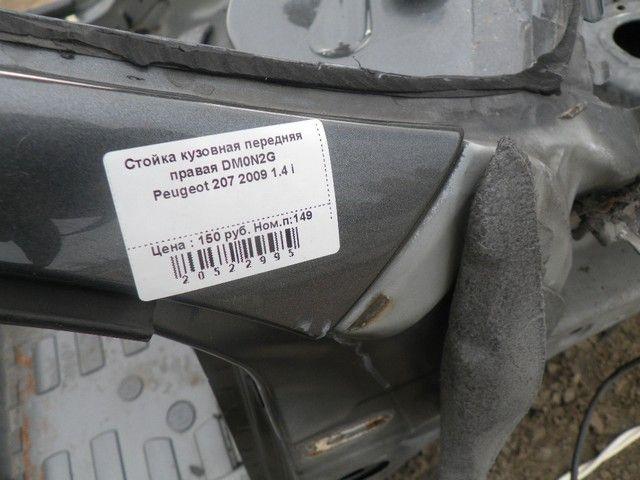 Стойка кузовная передняя
правая DM0N2G
Peugeot 207 2009 1.4 i
Цена : 150 руб. Ном.п:149
20522995